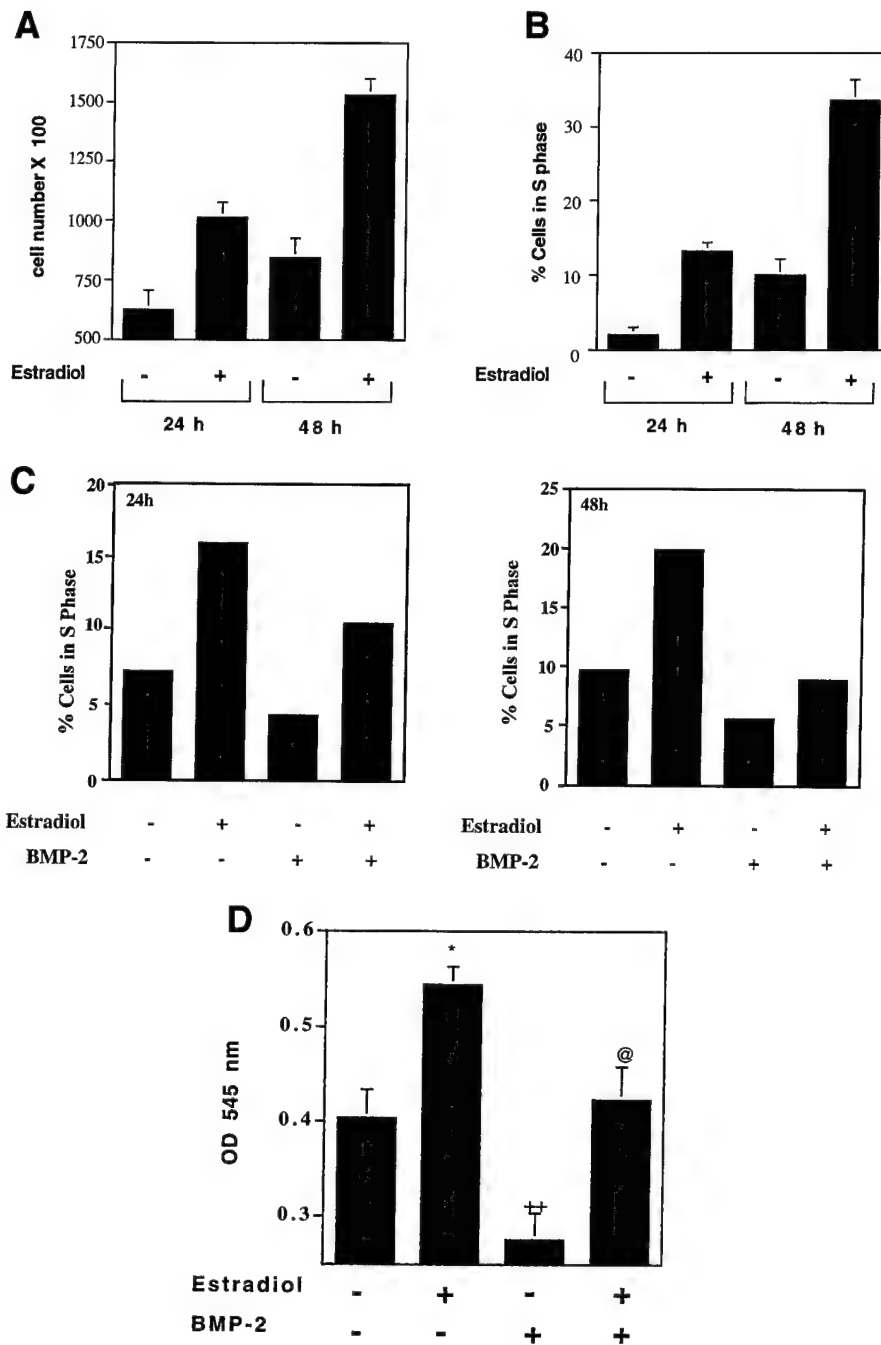 A
cell number X 100
1750
1500
1250
1000
750
500
Estradiol - + - +
24 h 48 h
B
% Cells in S phase
40
30
20
10
0
Estradiol - + - +
24 h 48 h
C
% Cells in S Phase
20
15
10
5
0
24h
Estradiol - + - +
BMP-2 - - + +
% Cells in S Phase
25
20
15
10
5
0
48h
Estradiol - + - +
BMP-2 - - + +
D
OD 545 nm
0.6
0.5
0.4
0.3
*
‡‡
@
Estradiol - + - +
BMP-2 - - + +